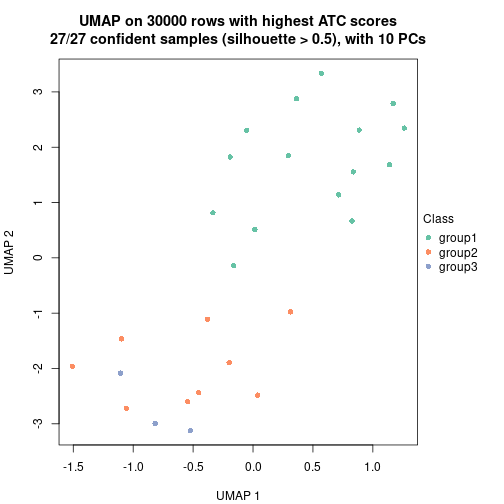 UMAP on 30000 rows with highest ATC scores
27/27 confident samples (silhouette > 0.5), with 10 PCs
3
2
1
0
-1
-2
-3
UMAP 2
-1.5 -1.0 -0.5 0.0 0.5 1.0
UMAP 1
Class
group1
group2
group3